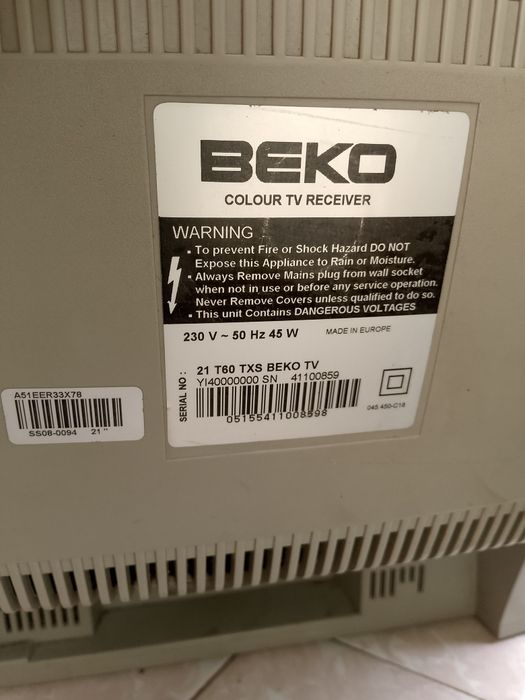 BEKO
COLOUR TV RECEIVER
WARNING
- To prevent Fire or Shock Hazard DO NOT
Expose this Appliance to Rain or Moisture.
- Always Remove Mains plug from wall socket
when not in use or before any service operation.
Never Remove Covers unless qualified to do so.
- This unit Contains DANGEROUS VOLTAGES
230 V ~ 50 Hz 45 W MADE IN EUROPE
SERIAL NO :
21 T60 TXS BEKO TV
YI40000000 SN 41100859
05155411008598
045 450-C18
A51EER33X78
SS08-0094 21"